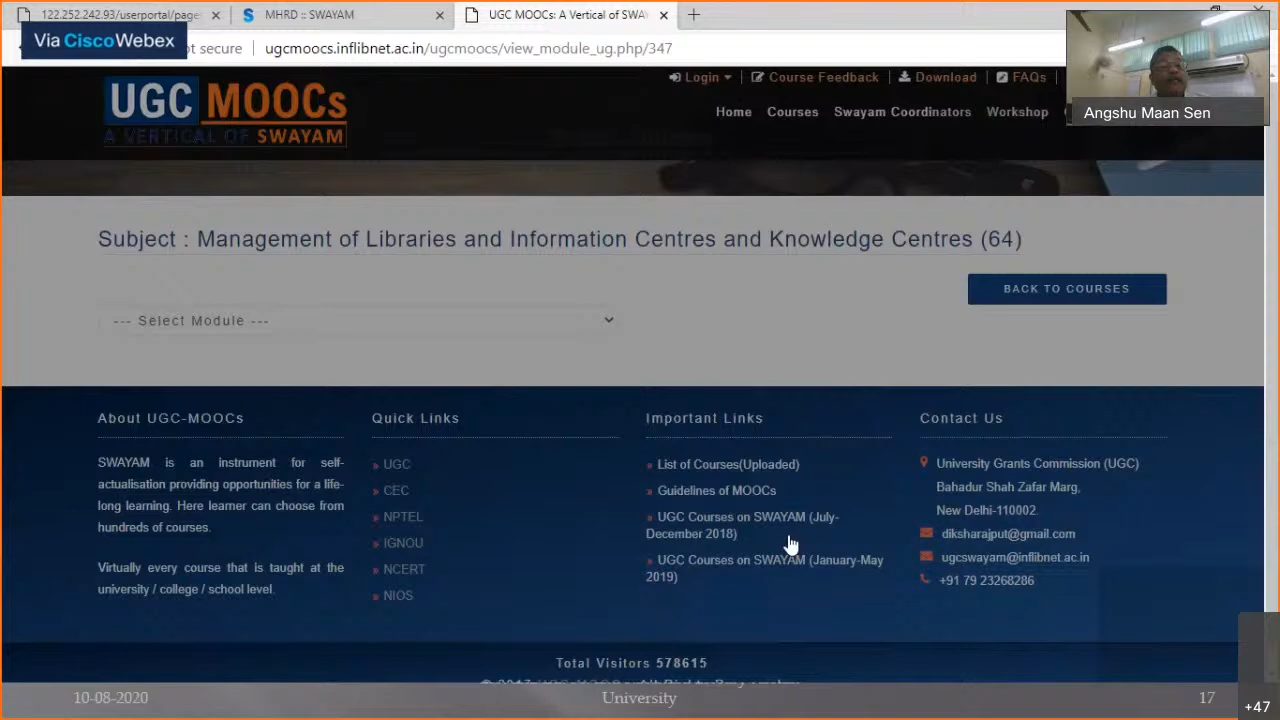 122.252.242.93/userportal/page
MHRD :: SWAYAM
UGC MOOCs: A Vertical of SWA
Via CiscoWebex
ot secure
ugcmoocs.inflibnet.ac.in/ugcmoocs/view_module_ug.php/347
Angshu Maan Sen
Login
Course Feedback
Download
FAQs
UGC MOOCs
A VERTICAL OF SWAYAM
Home
Courses
Swayam Coordinators
Workshop
Subject : Management of Libraries and Information Centres and Knowledge Centres (64)
BACK TO COURSES
--- Select Module ---
About UGC-MOOCs
SWAYAM is an instrument for self-
actualisation providing opportunities for a life-
long learning. Here learner can choose from
hundreds of courses.
Virtually every course that is taught at the
university / college / school level.
Quick Links
» UGC
» CEC
» NPTEL
» IGNOU
» NCERT
» NIOS
Important Links
» List of Courses(Uploaded)
» Guidelines of MOOCs
» UGC Courses on SWAYAM (July-
December 2018)
» UGC Courses on SWAYAM (January-May
2019)
Contact Us
University Grants Commission (UGC)
Bahadur Shah Zafar Marg,
New Delhi-110002.
diksharajput@gmail.com
ugcswayam@inflibnet.ac.in
+91 79 23268286
Total Visitors 578615
10-08-2020
University
17
+47